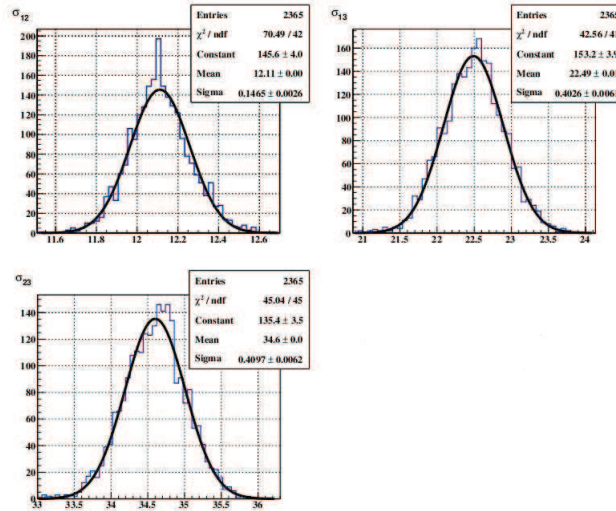 σ12
Entries 2365
χ² / ndf 70.49 / 42
Constant 145.6 ± 4.0
Mean 12.11 ± 0.00
Sigma 0.1465 ± 0.0026
200
180
160
140
120
100
80
60
40
20
0
11.6 11.8 12 12.2 12.4 12.6
σ13
Entries 2365
χ² / ndf 42.56 / 4
Constant 153.2 ± 3.9
Mean 22.49 ± 0.0
Sigma 0.4026 ± 0.006
160
140
120
100
80
60
40
20
0
21 21.5 22 22.5 23 23.5 24
σ23
Entries 2365
χ² / ndf 45.04 / 45
Constant 135.4 ± 3.5
Mean 34.6 ± 0.0
Sigma 0.4097 ± 0.0062
140
120
100
80
60
40
20
0
33 33.5 34 34.5 35 35.5 36